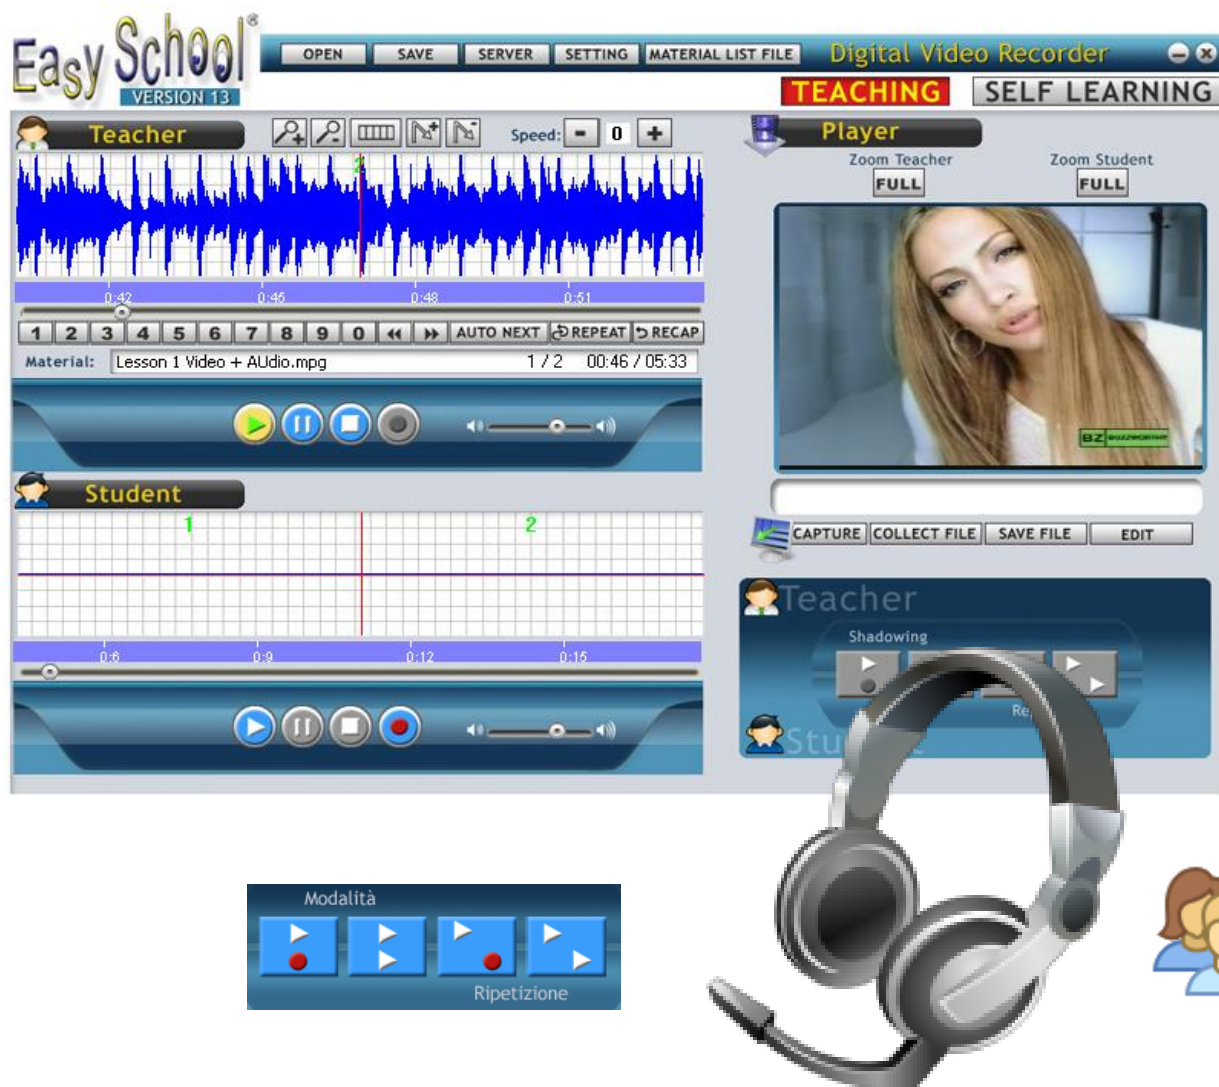 Easy School®
VERSION 13
OPEN SAVE SERVER SETTING MATERIAL LIST FILE Digital Video Recorder
TEACHING SELF LEARNING
Teacher Speed: - 0 +
2
0:42 0:45 0:48 0:51
1 2 3 4 5 6 7 8 9 0 AUTO NEXT REPEAT RECAP
Material: Lesson 1 Video + AUdio.mpg 1 / 2 00:46 / 05:33
Player
Zoom Teacher Zoom Student
FULL FULL
BZ BUZZWORTHY
Student
1 2
0:6 0:9 0:12 0:15
CAPTURE COLLECT FILE SAVE FILE EDIT
Teacher
Shadowing
Modalità
Ripetizione